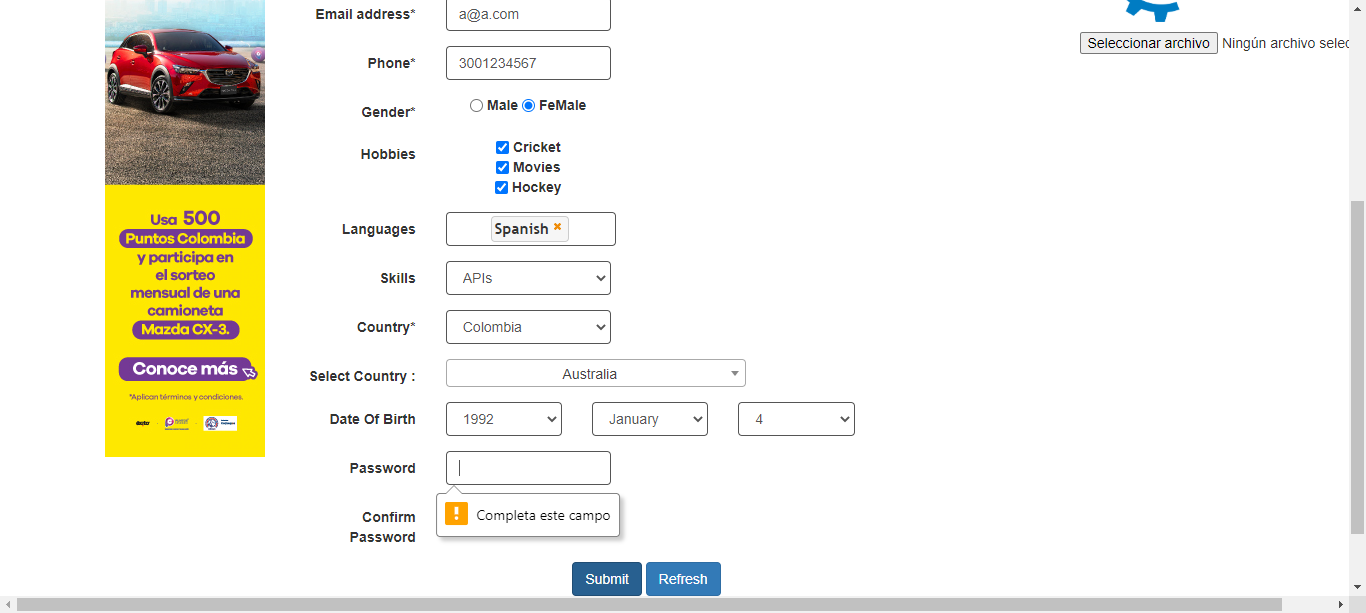 Email address*
a@a.com
Seleccionar archivo Ningún archivo selec
Phone*
3001234567
Gender*
Male FeMale
Hobbies
Cricket
Movies
Hockey
Languages
Spanish
Skills
APIs
Country*
Colombia
Select Country :
Australia
Date Of Birth
1992 January 4
Password
Completa este campo
Confirm
Password
Submit Refresh
Usa 500
Puntos Colombia
y participa en
el sorteo
mensual de una
camioneta
Mazda CX-3.
Conoce más
*Aplican términos y condiciones.